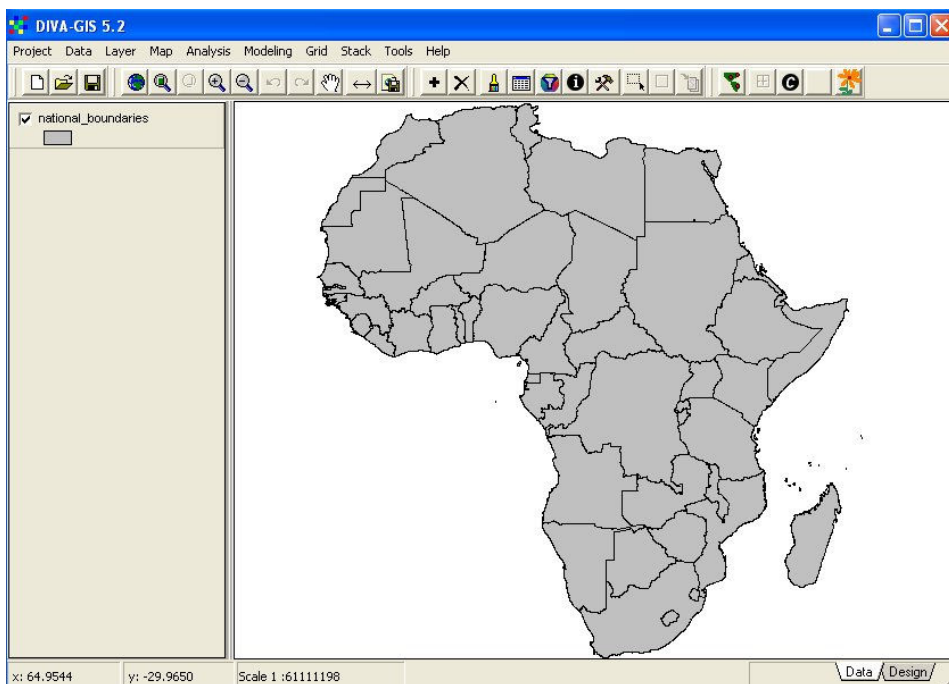 DIVA-GIS 5.2
Project Data Layer Map Analysis Modeling Grid Stack Tools Help
national_boundaries
x: 64.9544 y: -29.9650 Scale 1 :61111198 Data Design